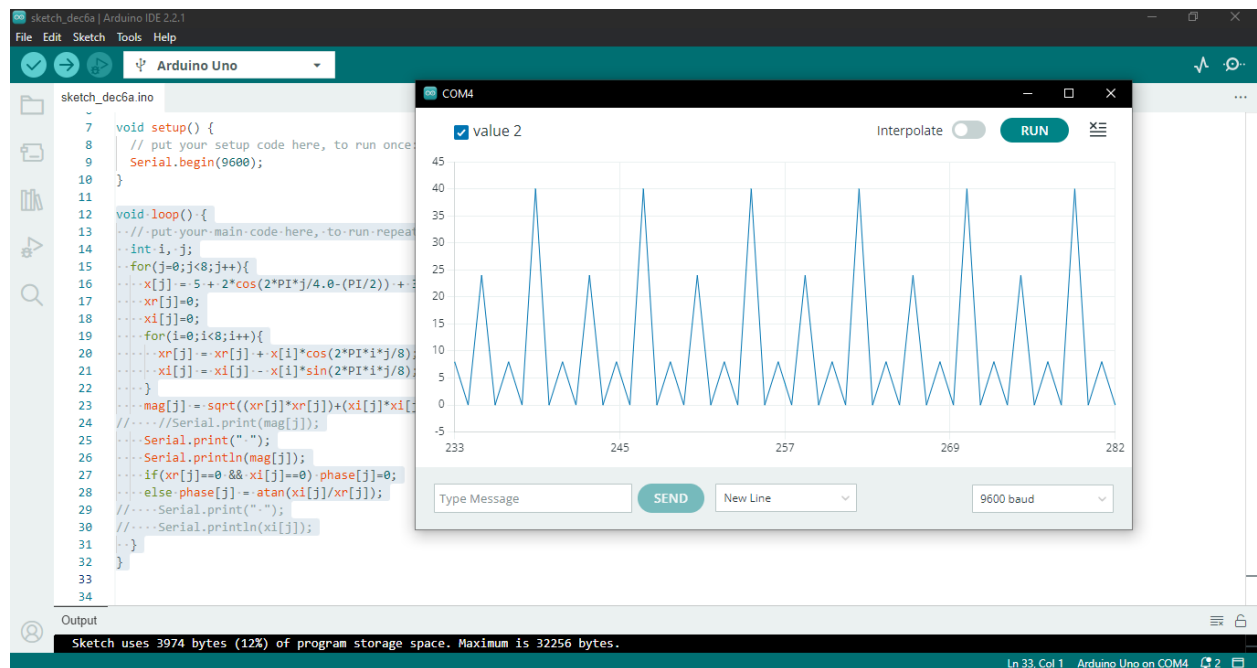 sketch_dec6a | Arduino IDE 2.2.1
File Edit Sketch Tools Help
Arduino Uno
sketch_dec6a.ino
7 void setup() {
8 // put your setup code here, to run once:
9 Serial.begin(9600);
10 }
11
12 void loop() {
13 // put your main code here, to run repeat
14 int i, j;
15 for(j=0;j<8;j++){
16 x[j] = 5 + 2*cos(2*PI*j/4.0-(PI/2)) + 3
17 xr[j]=0;
18 xi[j]=0;
19 for(i=0;i<8;i++){
20 xr[j] = xr[j] + x[i]*cos(2*PI*i*j/8);
21 xi[j] = xi[j] - x[i]*sin(2*PI*i*j/8);
22 }
23 mag[j] = sqrt((xr[j]*xr[j])+(xi[j]*xi[j
24 // //Serial.print(mag[j]);
25 Serial.print(" ");
26 Serial.println(mag[j]);
27 if(xr[j]==0 && xi[j]==0) phase[j]=0;
28 else phase[j] = atan(xi[j]/xr[j]);
29 // Serial.print(" ");
30 // Serial.println(xi[j]);
31 }
32 }
33
34
COM4
value 2
Interpolate
RUN
45
40
35
30
25
20
15
10
5
0
-5
233 245 257 269 282
Type Message
SEND
New Line
9600 baud
Output
Sketch uses 3974 bytes (12%) of program storage space. Maximum is 32256 bytes.
Ln 33, Col 1 Arduino Uno on COM4 2